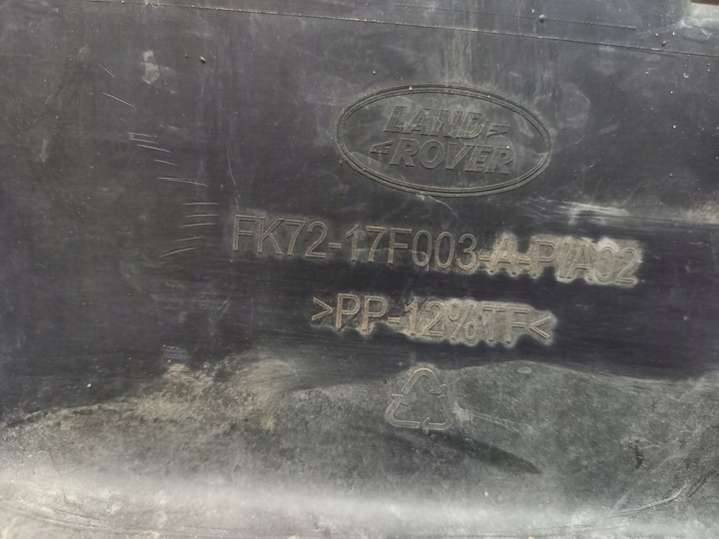 LAND
ROVER
FK72-17F003-A-PIA02
>PP-12%TF<